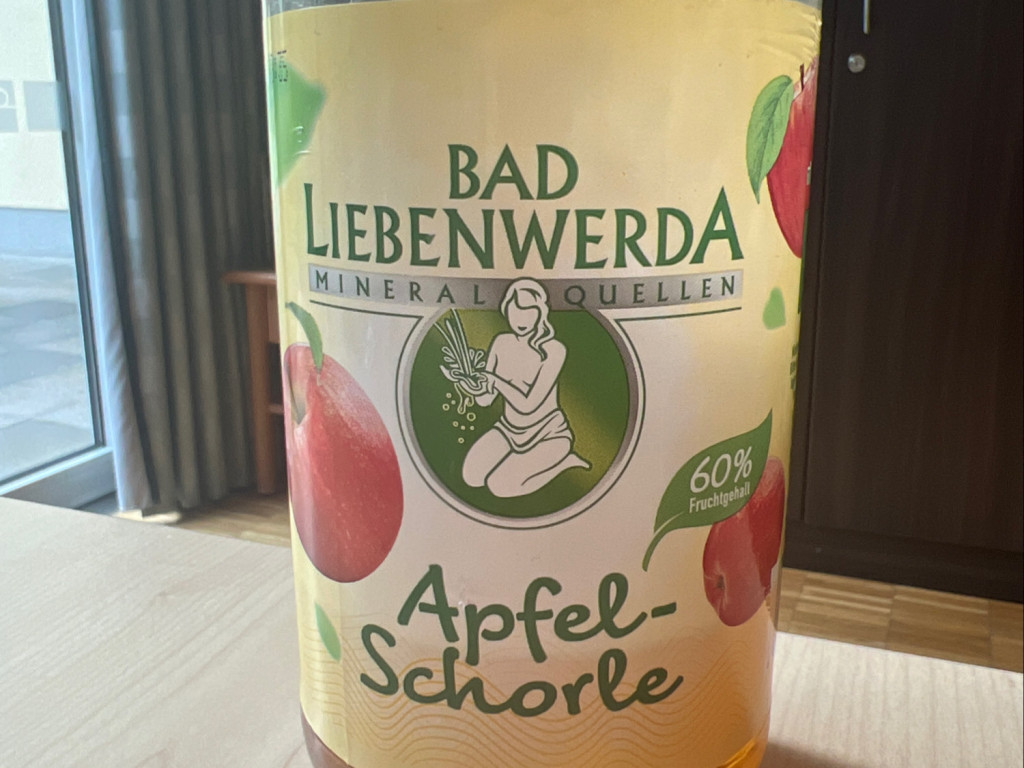 BAD
LIEBENWERDA
MINERAL QUELLEN
60%
Fruchtgehalt
Apfel-
Schorle